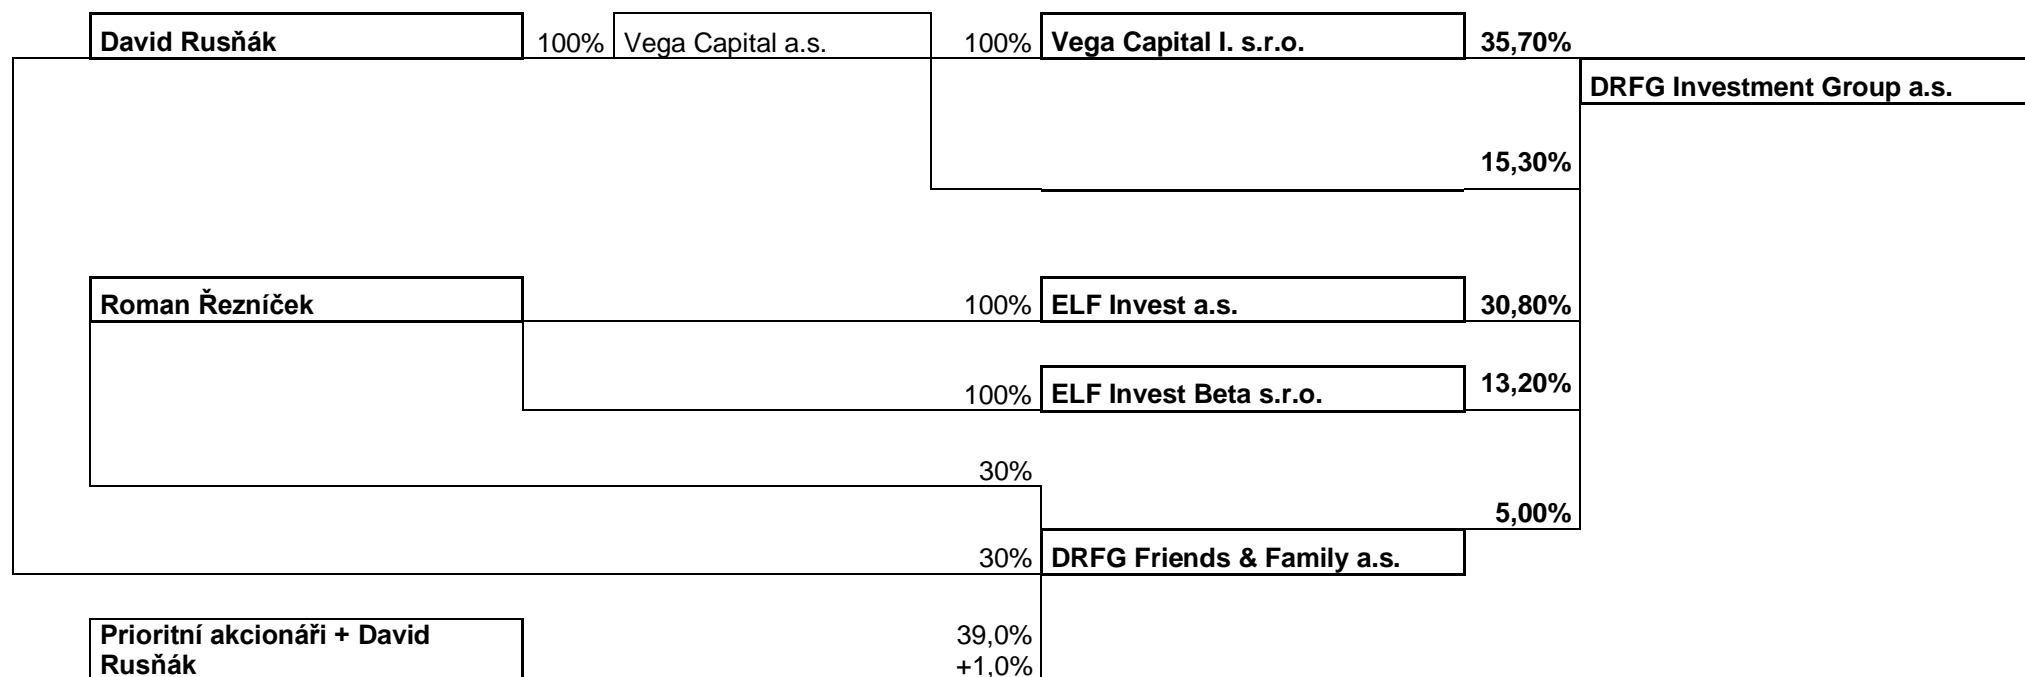 David Rusňák 100% Vega Capital a.s. 100% Vega Capital I. s.r.o. 35,70%
DRFG Investment Group a.s.
15,30%
Roman Řezníček 100% ELF Invest a.s. 30,80%
100% ELF Invest Beta s.r.o. 13,20%
30%
5,00%
30% DRFG Friends & Family a.s.
Prioritní akcionáři + David 39,0%
Rusňák +1,0%